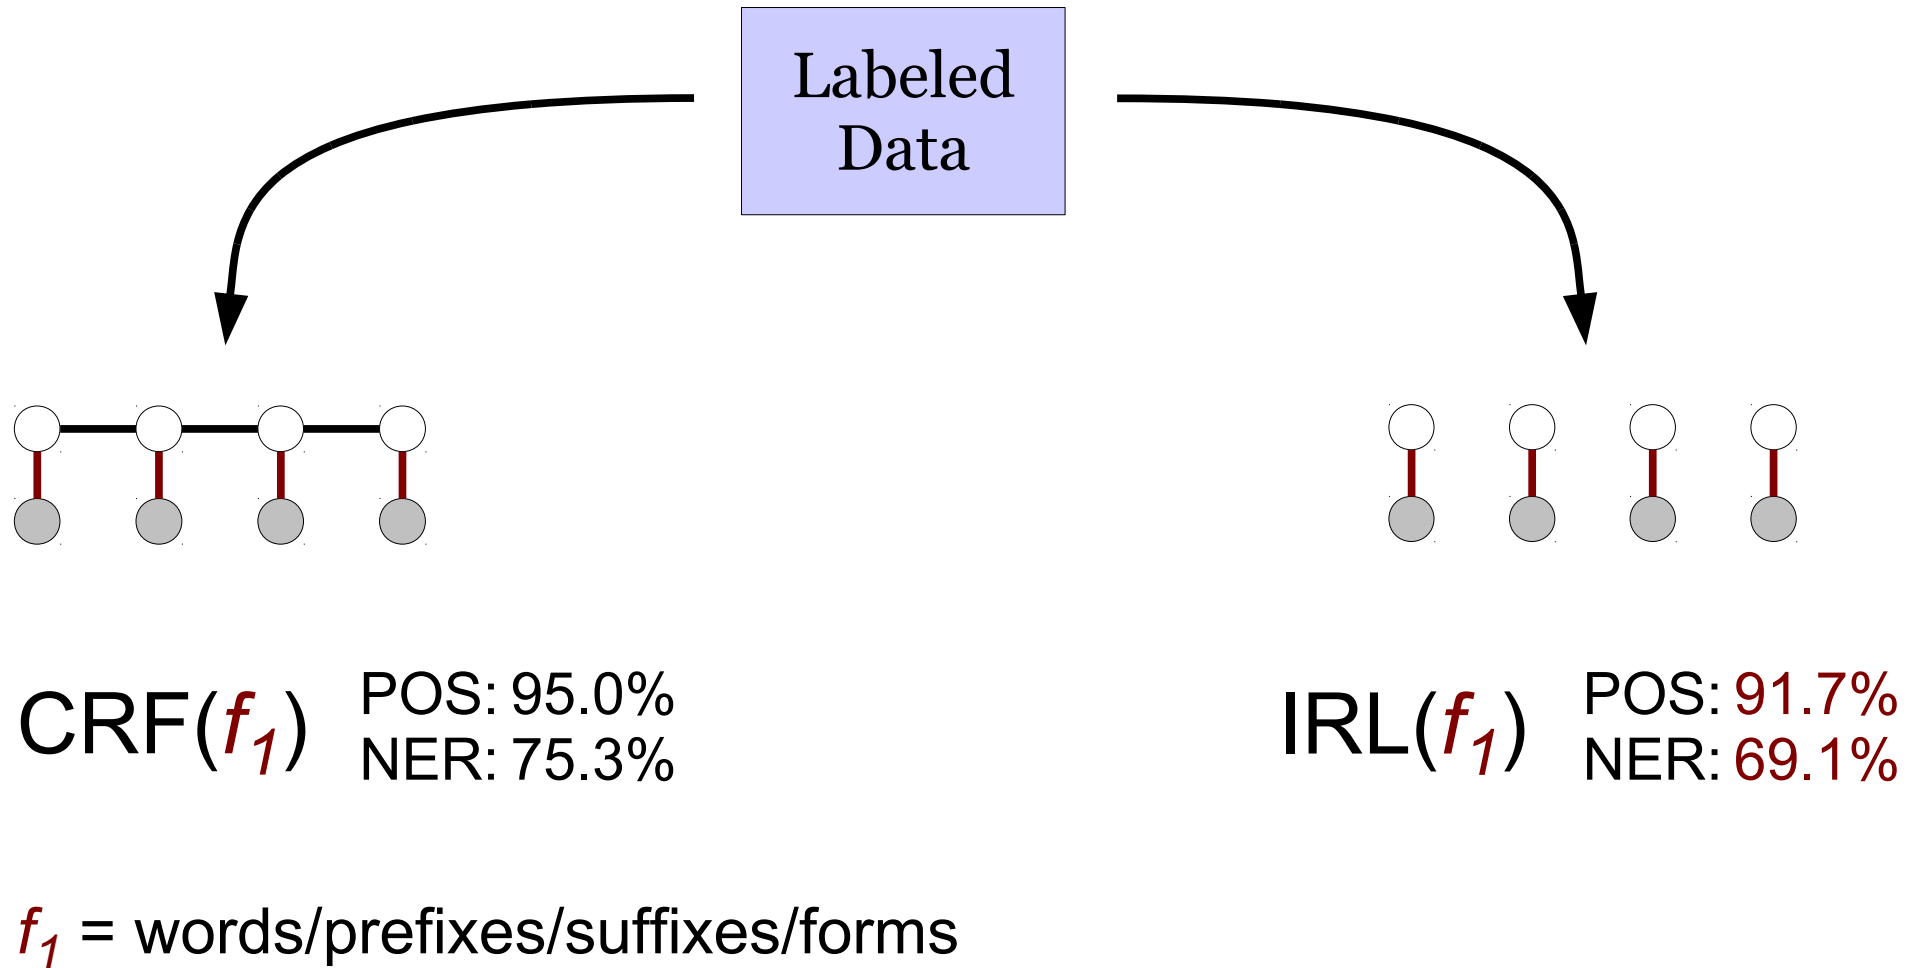 Labeled
Data
CRF(f1) POS: 95.0%
NER: 75.3%
IRL(f1) POS: 91.7%
NER: 69.1%
f1 = words/prefixes/suffixes/forms